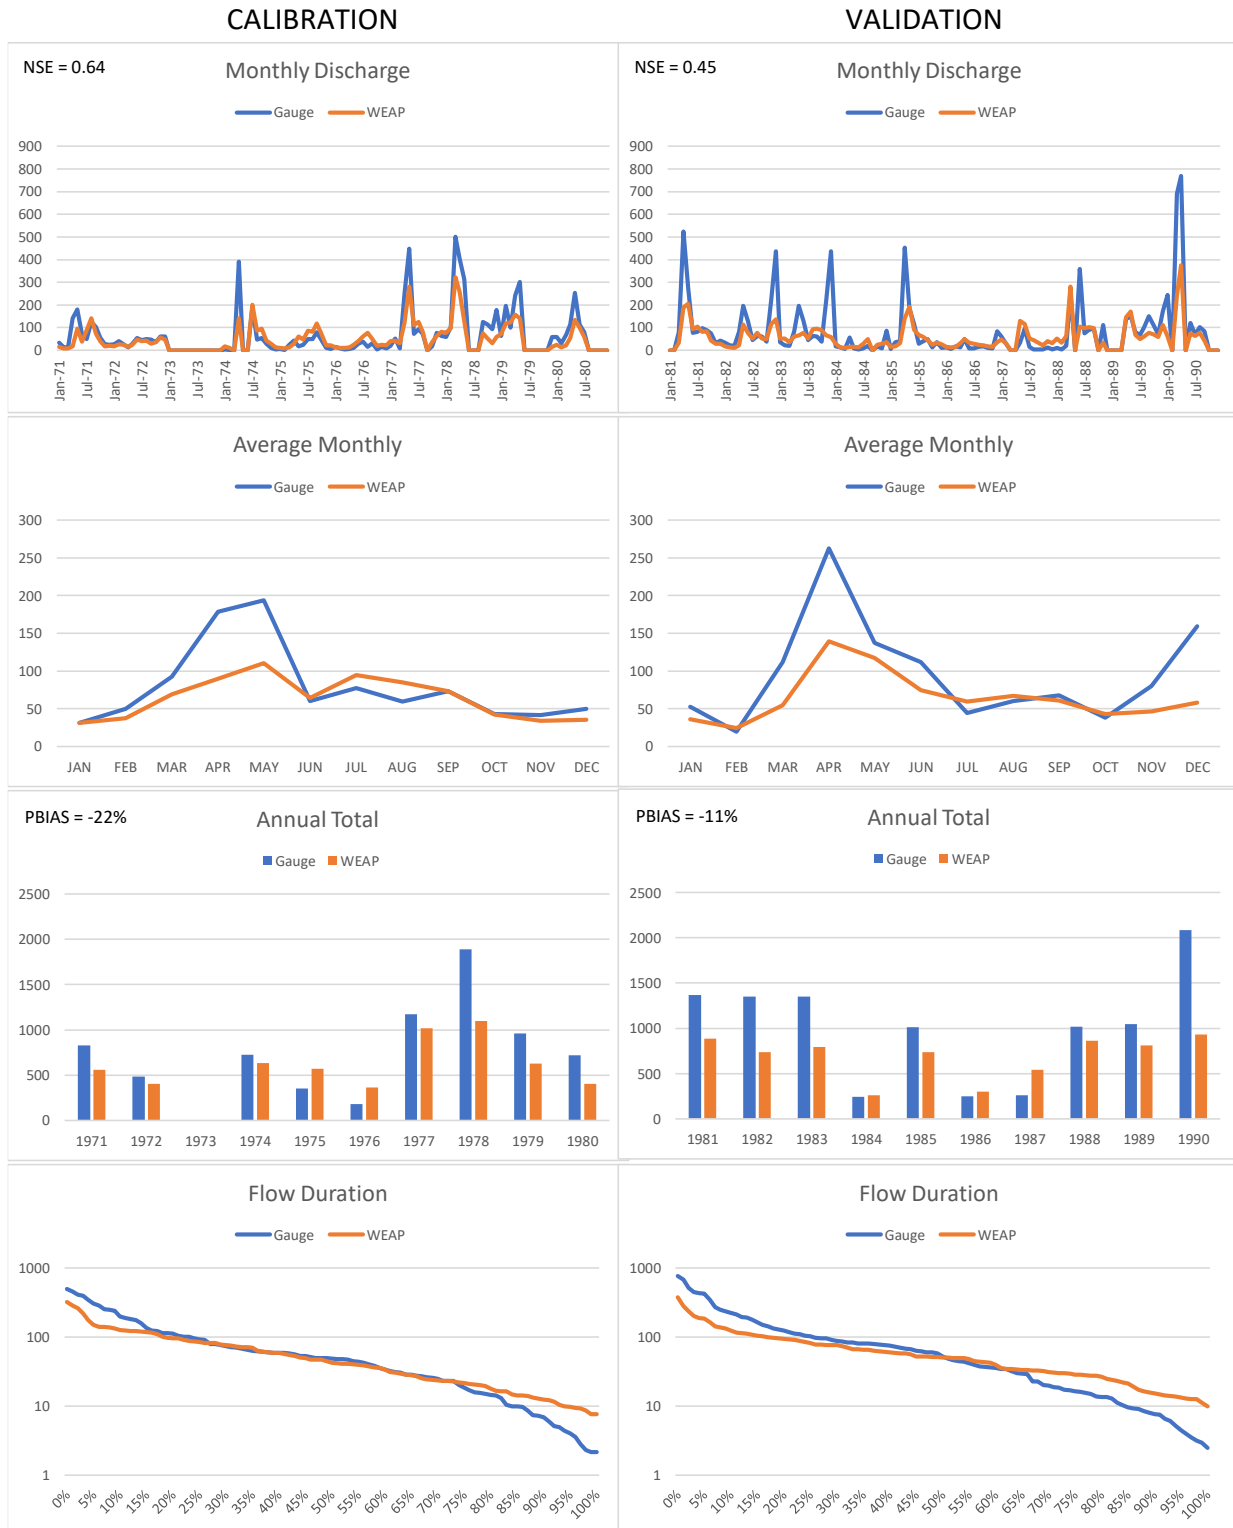 CALIBRATION VALIDATION
NSE = 0.64
Monthly Discharge
Gauge WEAP
900
800
700
600
500
400
300
200
100
0
Jan-71 Jul-71 Jan-72 Jul-72 Jan-73 Jul-73 Jan-74 Jul-74 Jan-75 Jul-75 Jan-76 Jul-76 Jan-77 Jul-77 Jan-78 Jul-78 Jan-79 Jul-79 Jan-80 Jul-80
NSE = 0.45
Monthly Discharge
Gauge WEAP
900
800
700
600
500
400
300
200
100
0
Jan-81 Jul-81 Jan-82 Jul-82 Jan-83 Jul-83 Jan-84 Jul-84 Jan-85 Jul-85 Jan-86 Jul-86 Jan-87 Jul-87 Jan-88 Jul-88 Jan-89 Jul-89 Jan-90 Jul-90
Average Monthly
Gauge WEAP
300
250
200
150
100
50
0
JAN FEB MAR APR MAY JUN JUL AUG SEP OCT NOV DEC
Average Monthly
Gauge WEAP
300
250
200
150
100
50
0
JAN FEB MAR APR MAY JUN JUL AUG SEP OCT NOV DEC
PBIAS = -22%
Annual Total
Gauge WEAP
2500
2000
1500
1000
500
0
1971 1972 1973 1974 1975 1976 1977 1978 1979 1980
PBIAS = -11%
Annual Total
Gauge WEAP
2500
2000
1500
1000
500
0
1981 1982 1983 1984 1985 1986 1987 1988 1989 1990
Flow Duration
Gauge WEAP
1000
100
10
1
0% 5% 10% 15% 20% 25% 30% 35% 40% 45% 50% 55% 60% 65% 70% 75% 80% 85% 90% 95% 100%
Flow Duration
Gauge WEAP
1000
100
10
1
0% 5% 10% 15% 20% 25% 30% 35% 40% 45% 50% 55% 60% 65% 70% 75% 80% 85% 90% 95% 100%